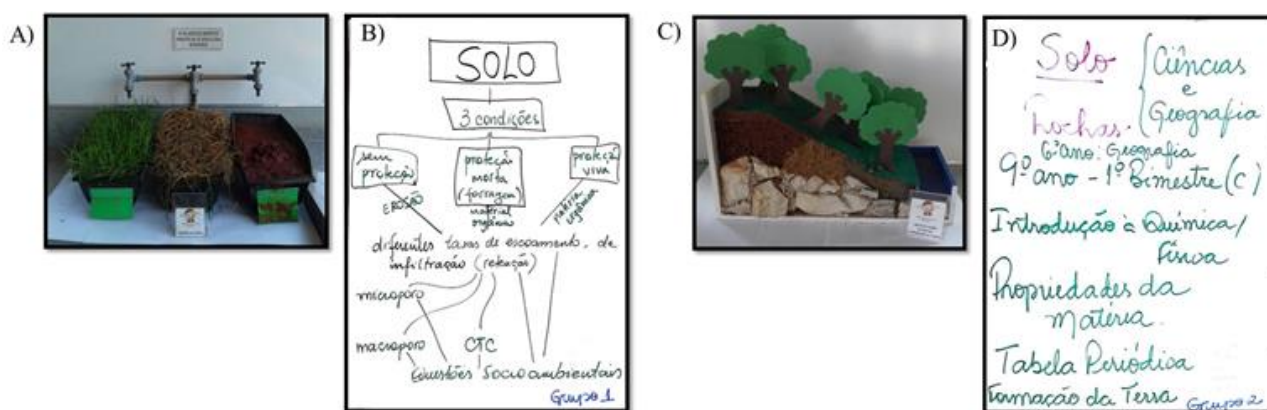 A)
B)
SOLO
3 condições
sem
proteção
proteçã
morta
(forragem)
material
orgânico
proteçã
viva
EROSÃO
matéria
orgânica
diferentes taxas de escoamento, de
infiltração (retenção)
microporo
macroporo
CTC
Questões Socioambientais
Grupo 1
C)
D)
Solo
Rochas.
Ciências
e
Geografia
6º ano: Geografia
9º ano - 1º Bimestre (C)
Introdução à Química/
Física
Propriedades da
matéria.
Tabela Periódica
Formação da Terra
Grupo 2